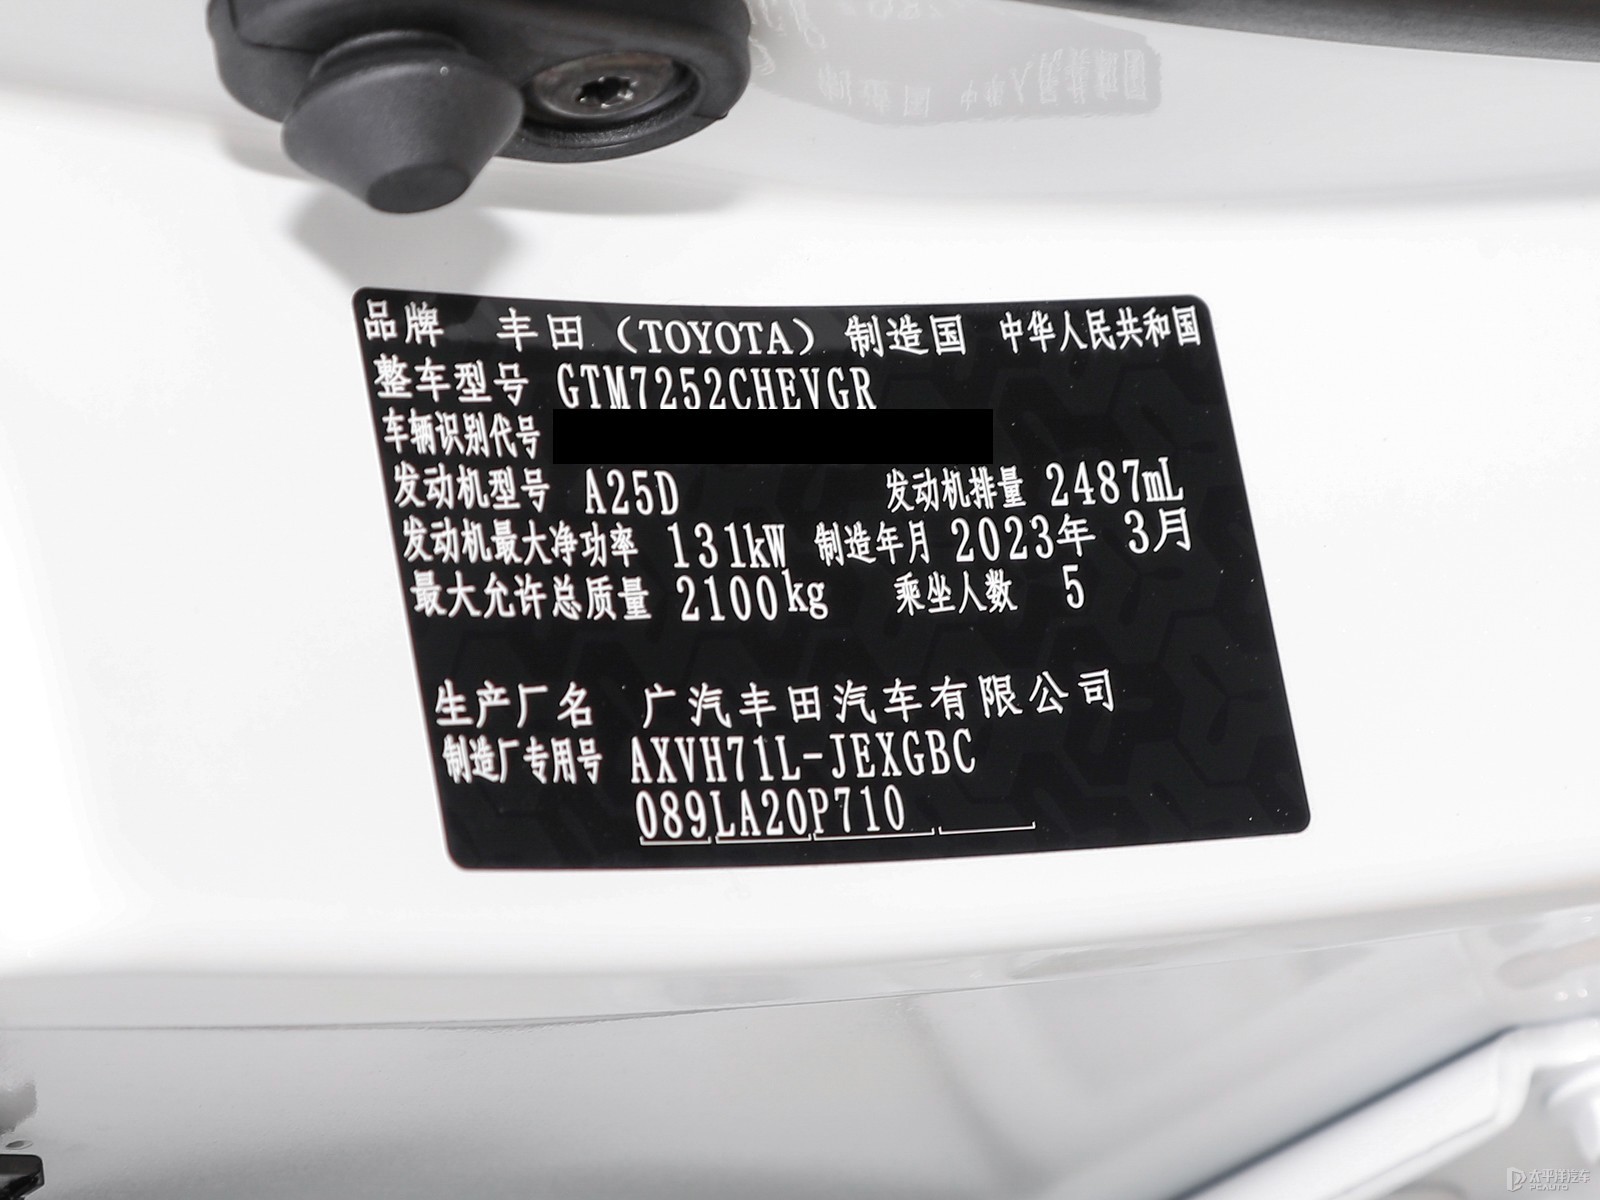 品牌 丰田（TOYOTA）制造国 中华人民共和国
整车型号 GTM7252CHEVGR
车辆识别代号
发动机型号 A25D 发动机排量 2487mL
发动机最大净功率 131kW 制造年月 2023年 3月
最大允许总质量 2100kg 乘坐人数 5
生产厂名 广汽丰田汽车有限公司
制造厂专用号 AXVH71L-JEXGBC
089LA20P710
太平洋汽车
PCAUTO